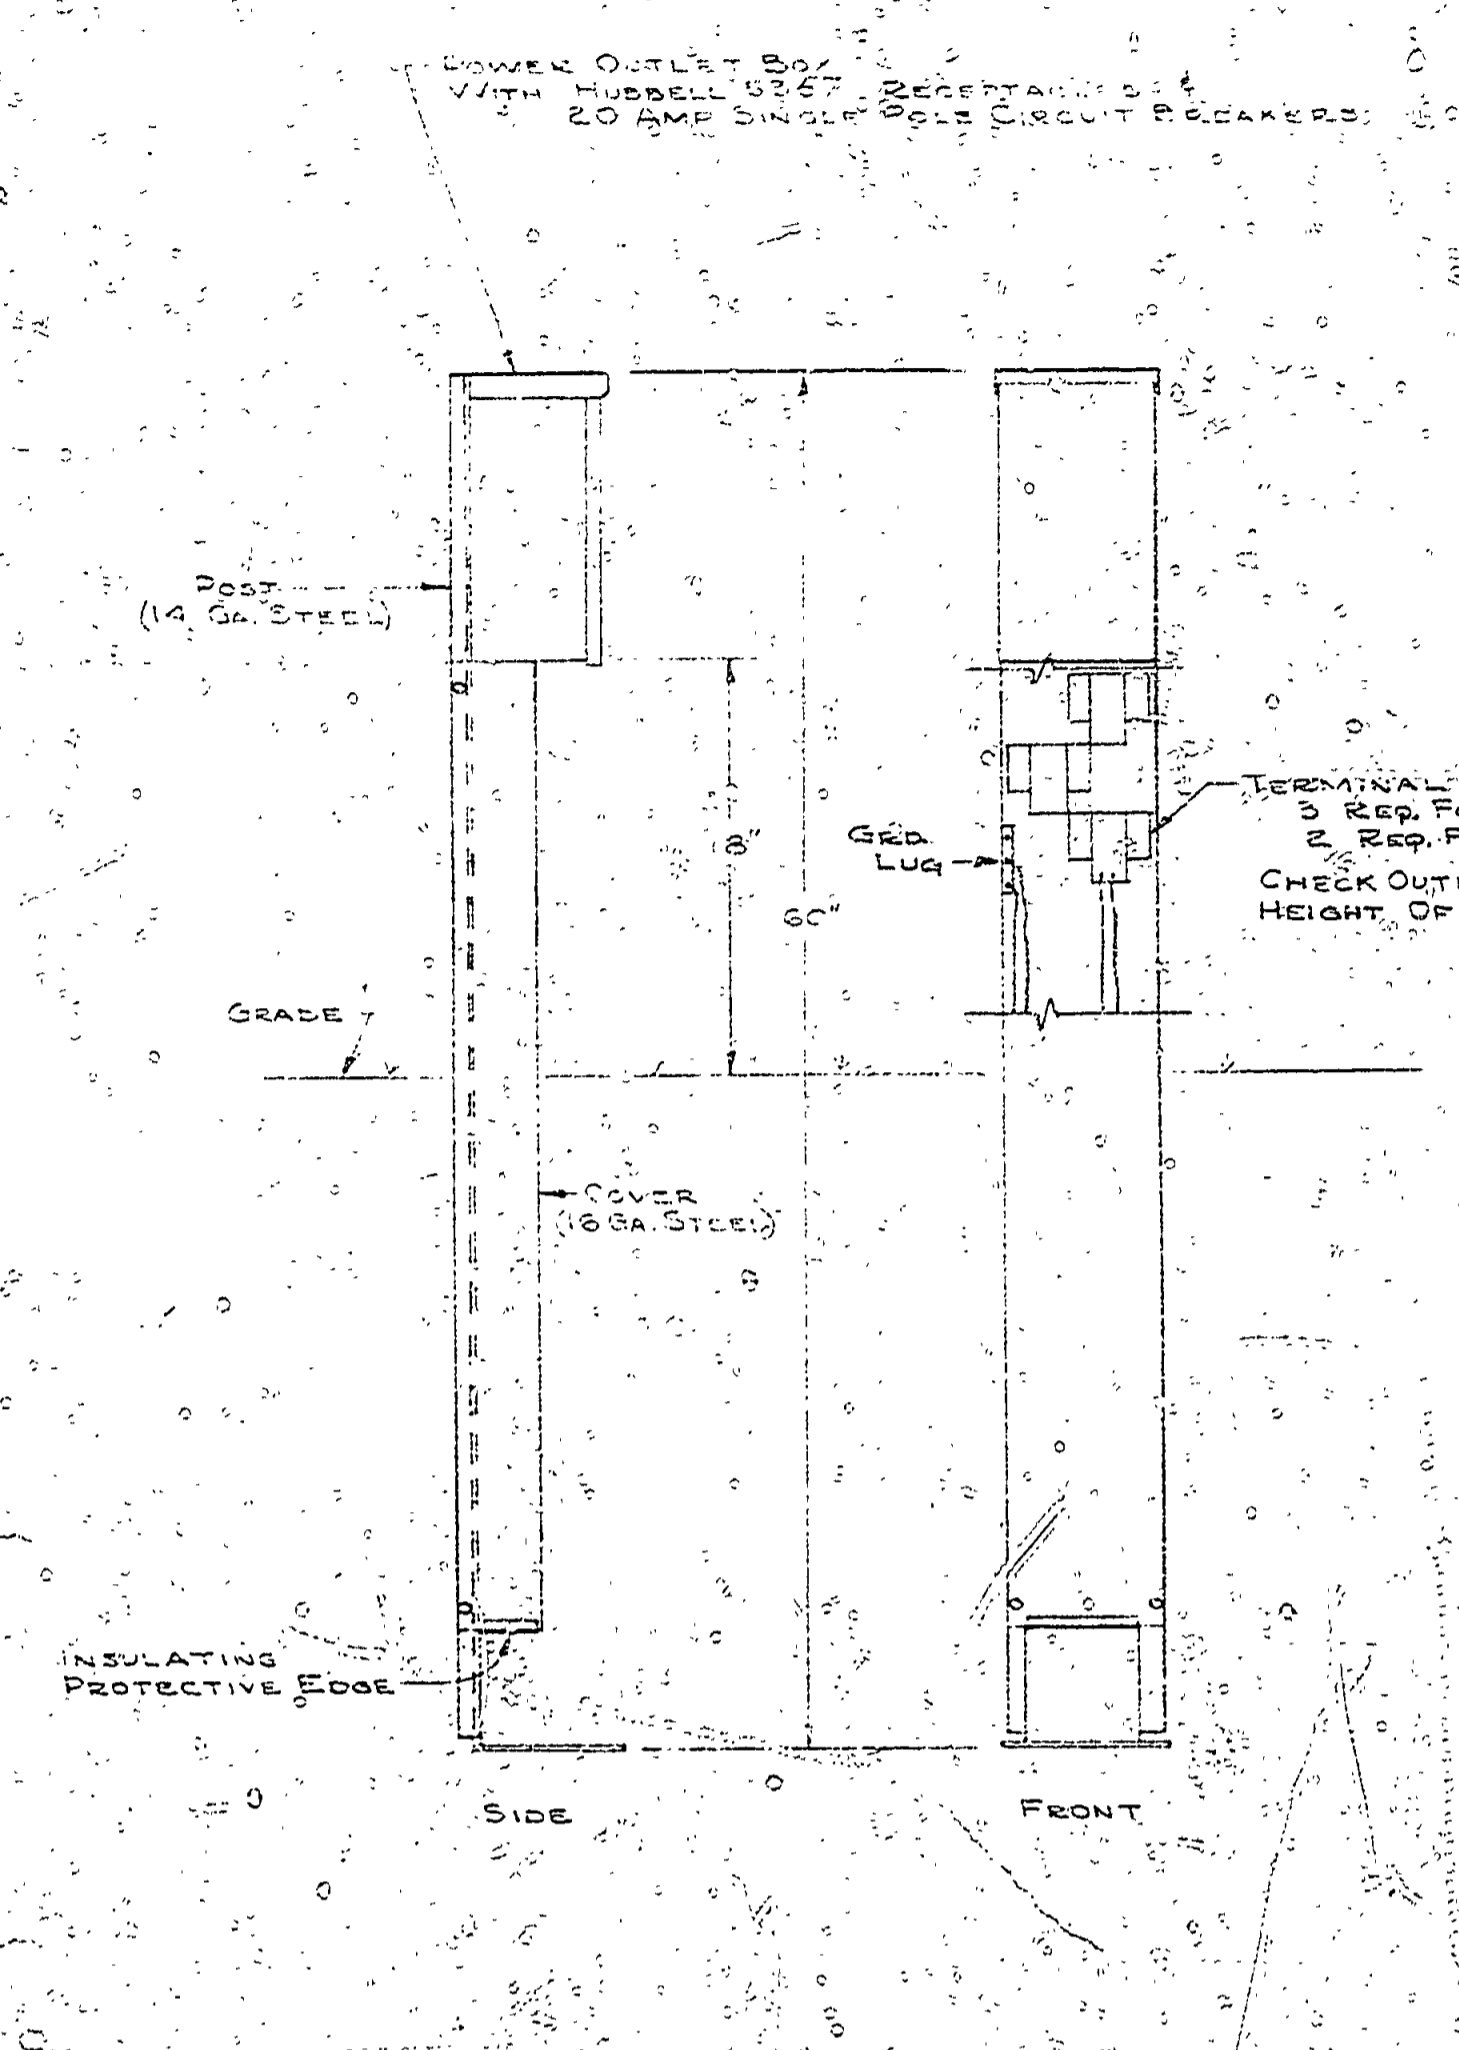 POWER OUTLET BOX
WITH HUBBELL 5257 RECEPTACLES &
20 AMP SINGLE POLE CIRCUIT BREAKERS
POST
(14 GA. STEEL)
GRD.
LUG
TERMINAL
3 REQ. FO
2 REQ. F
CHECK OUT
HEIGHT OF
60"
GRADE
COVER
(16 GA. STEEL)
INSULATING
PROTECTIVE EDGE
SIDE
FRONT